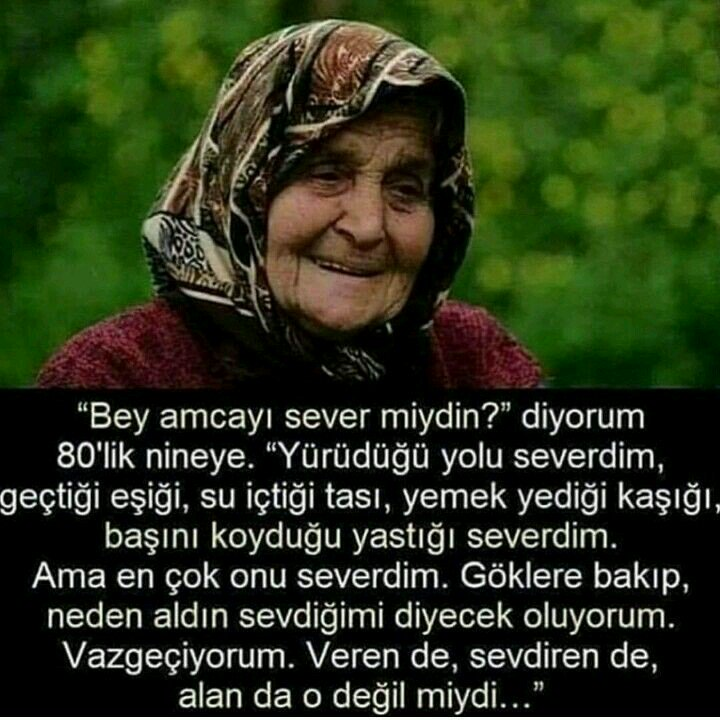 “Bey amcayı sever miydin?” diyorum
80'lik nineye. “Yürüdüğü yolu severdim,
geçtiği eşiği, su içtiği tası, yemek yediği kaşığı,
başını koyduğu yastığı severdim.
Ama en çok onu severdim. Göklere bakıp,
neden aldın sevdiğimi diyecek oluyorum.
Vazgeçiyorum. Veren de, sevdiren de,
alan da o değil miydi...”